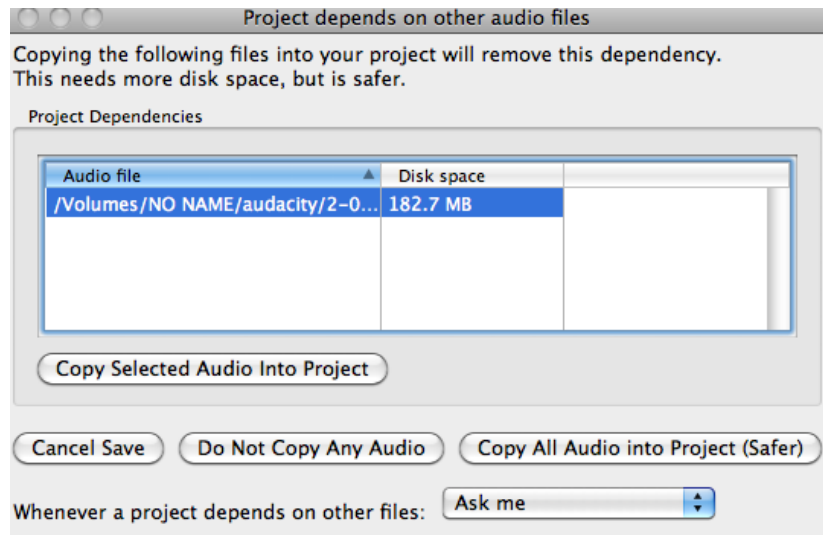 Project depends on other audio files
Copying the following files into your project will remove this dependency.
This needs more disk space, but is safer.
Project Dependencies
Audio file Disk space
/Volumes/NO NAME/audacity/2-0... 182.7 MB
Copy Selected Audio Into Project
Cancel Save Do Not Copy Any Audio Copy All Audio into Project (Safer)
Whenever a project depends on other files: Ask me